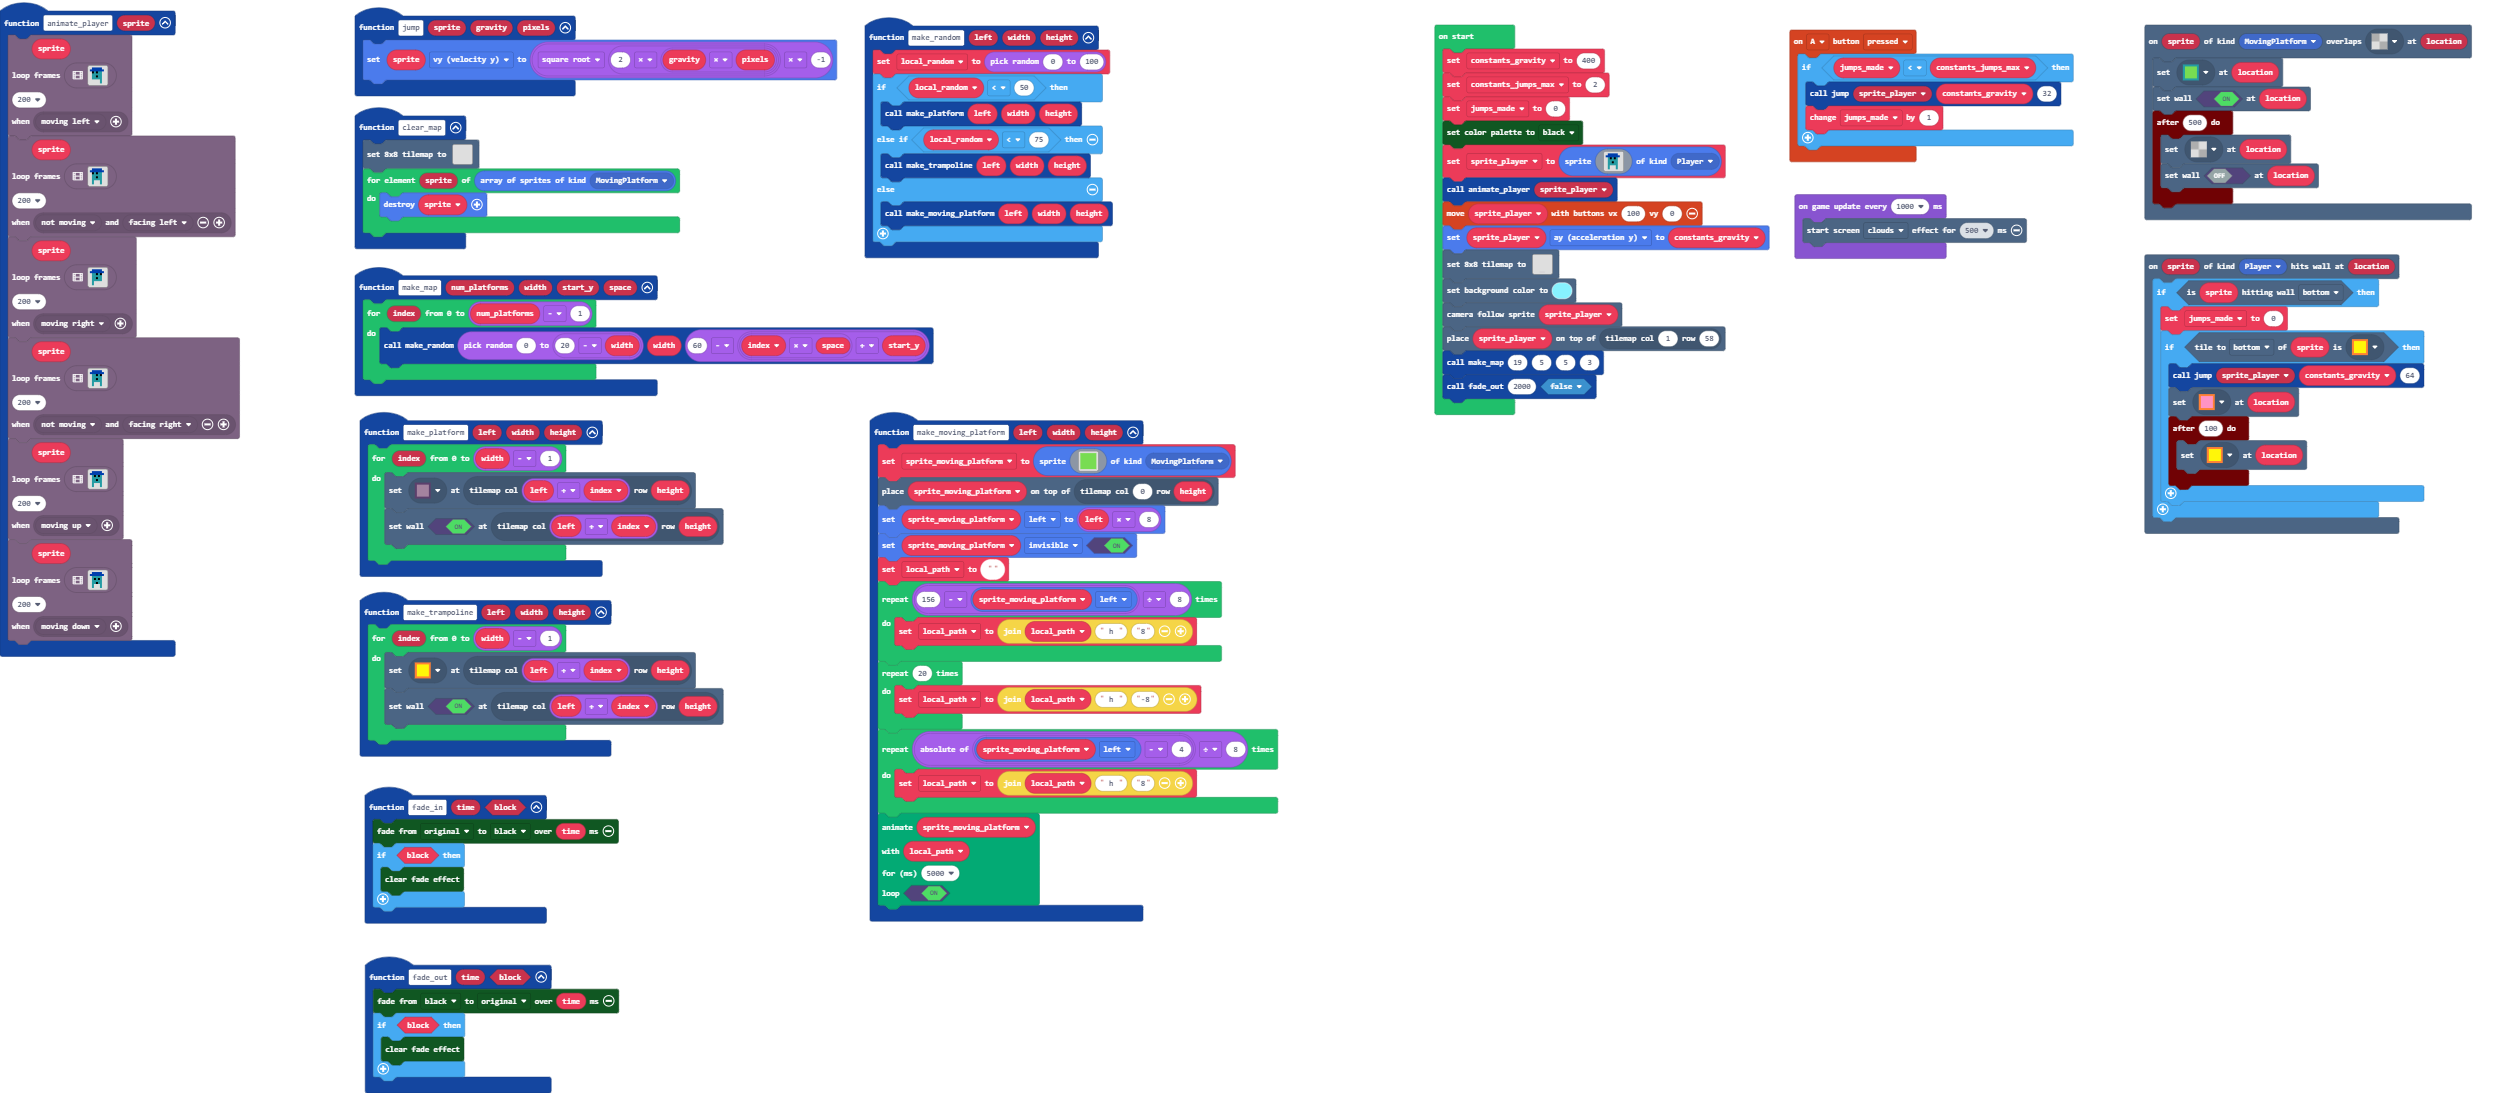 function animate_player sprite
sprite
loop frames
200
when moving left
sprite
loop frames
200
when not moving and facing left
sprite
loop frames
200
when moving right
sprite
loop frames
200
when not moving and facing right
sprite
loop frames
200
when moving up
sprite
loop frames
200
when moving down
function jump sprite gravity pixels
set sprite vy (velocity y) to square root 2 × gravity × pixels × -1
function clear_map
set 8x8 tilemap to
for element sprite of array of sprites of kind MovingPlatform
do
destroy sprite
function make_map num_platforms width start_y space
for index from 0 to num_platforms - 1
do
call make_random pick random 0 to 20 - width width 60 - index × space + start_y
function make_platform left width height
for index from 0 to width - 1
do
set at tilemap col left + index row height
set wall ON at tilemap col left + index row height
function make_trampoline left width height
for index from 0 to width - 1
do
set at tilemap col left + index row height
set wall ON at tilemap col left + index row height
function fade_in time block
fade from original to black over time ms
if block then
clear fade effect
function fade_out time block
fade from black to original over time ms
if block then
clear fade effect
function make_random left width height
set local_random to pick random 0 to 100
if local_random < 50 then
call make_platform left width height
else if local_random < 75 then
call make_trampoline left width height
else
call make_moving_platform left width height
function make_moving_platform left width height
set sprite_moving_platform to sprite of kind MovingPlatform
place sprite_moving_platform on top of tilemap col 0 row height
set sprite_moving_platform left to left × 8
set sprite_moving_platform invisible ON
set local_path to " "
repeat 156 - sprite_moving_platform left ÷ 8 times
do
set local_path to join local_path " h " "8"
repeat 20 times
do
set local_path to join local_path " h " "-8"
repeat absolute of sprite_moving_platform left - 4 ÷ 8 times
do
set local_path to join local_path " h " "8"
animate sprite_moving_platform
with local_path
for (ms) 5000
loop ON
on start
set constants_gravity to 400
set constants_jumps_max to 2
set jumps_made to 0
set color palette to black
set sprite_player to sprite of kind Player
call animate_player sprite_player
move sprite_player with buttons vx 100 vy 0
set sprite_player ay (acceleration y) to constants_gravity
set 8x8 tilemap to
set background color to
camera follow sprite sprite_player
place sprite_player on top of tilemap col 1 row 58
call make_map 19 5 5 3
call fade_out 2000 false
on A button pressed
if jumps_made < constants_jumps_max then
call jump sprite_player constants_gravity 32
change jumps_made by 1
on game update every 1000 ms
start screen clouds effect for 500 ms
on sprite of kind MovingPlatform overlaps at location
set at location
set wall ON at location
after 500 do
set at location
set wall OFF at location
on sprite of kind Player hits wall at location
if is sprite hitting wall bottom then
set jumps_made to 0
if tile to bottom of sprite is then
call jump sprite_player constants_gravity 64
set at location
after 100 do
set at location